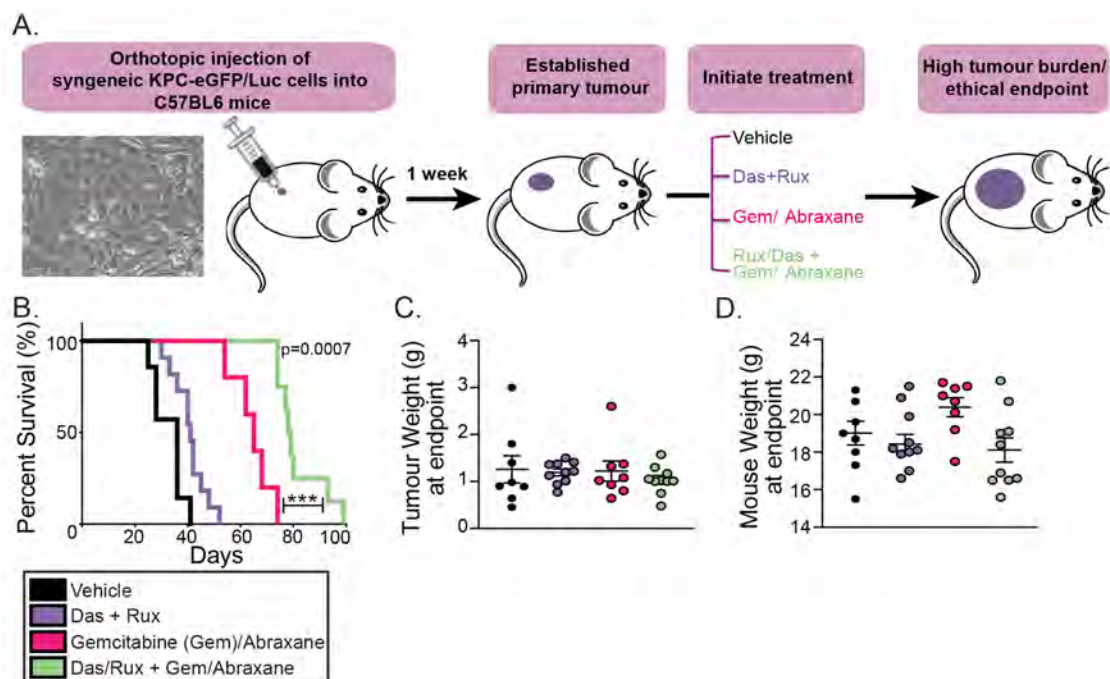 A.
Orthotopic injection of
syngeneic KPC-eGFP/Luc cells into
C57BL6 mice
Established
primary tumour
Initiate treatment
High tumour burden/
ethical endpoint
1 week
Vehicle
Das+Rux
Gem/ Abraxane
Rux/Das +
Gem/ Abraxane
B.
Percent Survival (%)
100
50
0
20
40
60
80
100
Days
p=0.0007
***
Vehicle
Das + Rux
Gemcitabine (Gem)/Abraxane
Das/Rux + Gem/Abraxane
C.
Tumour Weight (g)
at endpoint
4
3
2
1
0
D.
Mouse Weight (g)
at endpoint
22
20
18
16
14